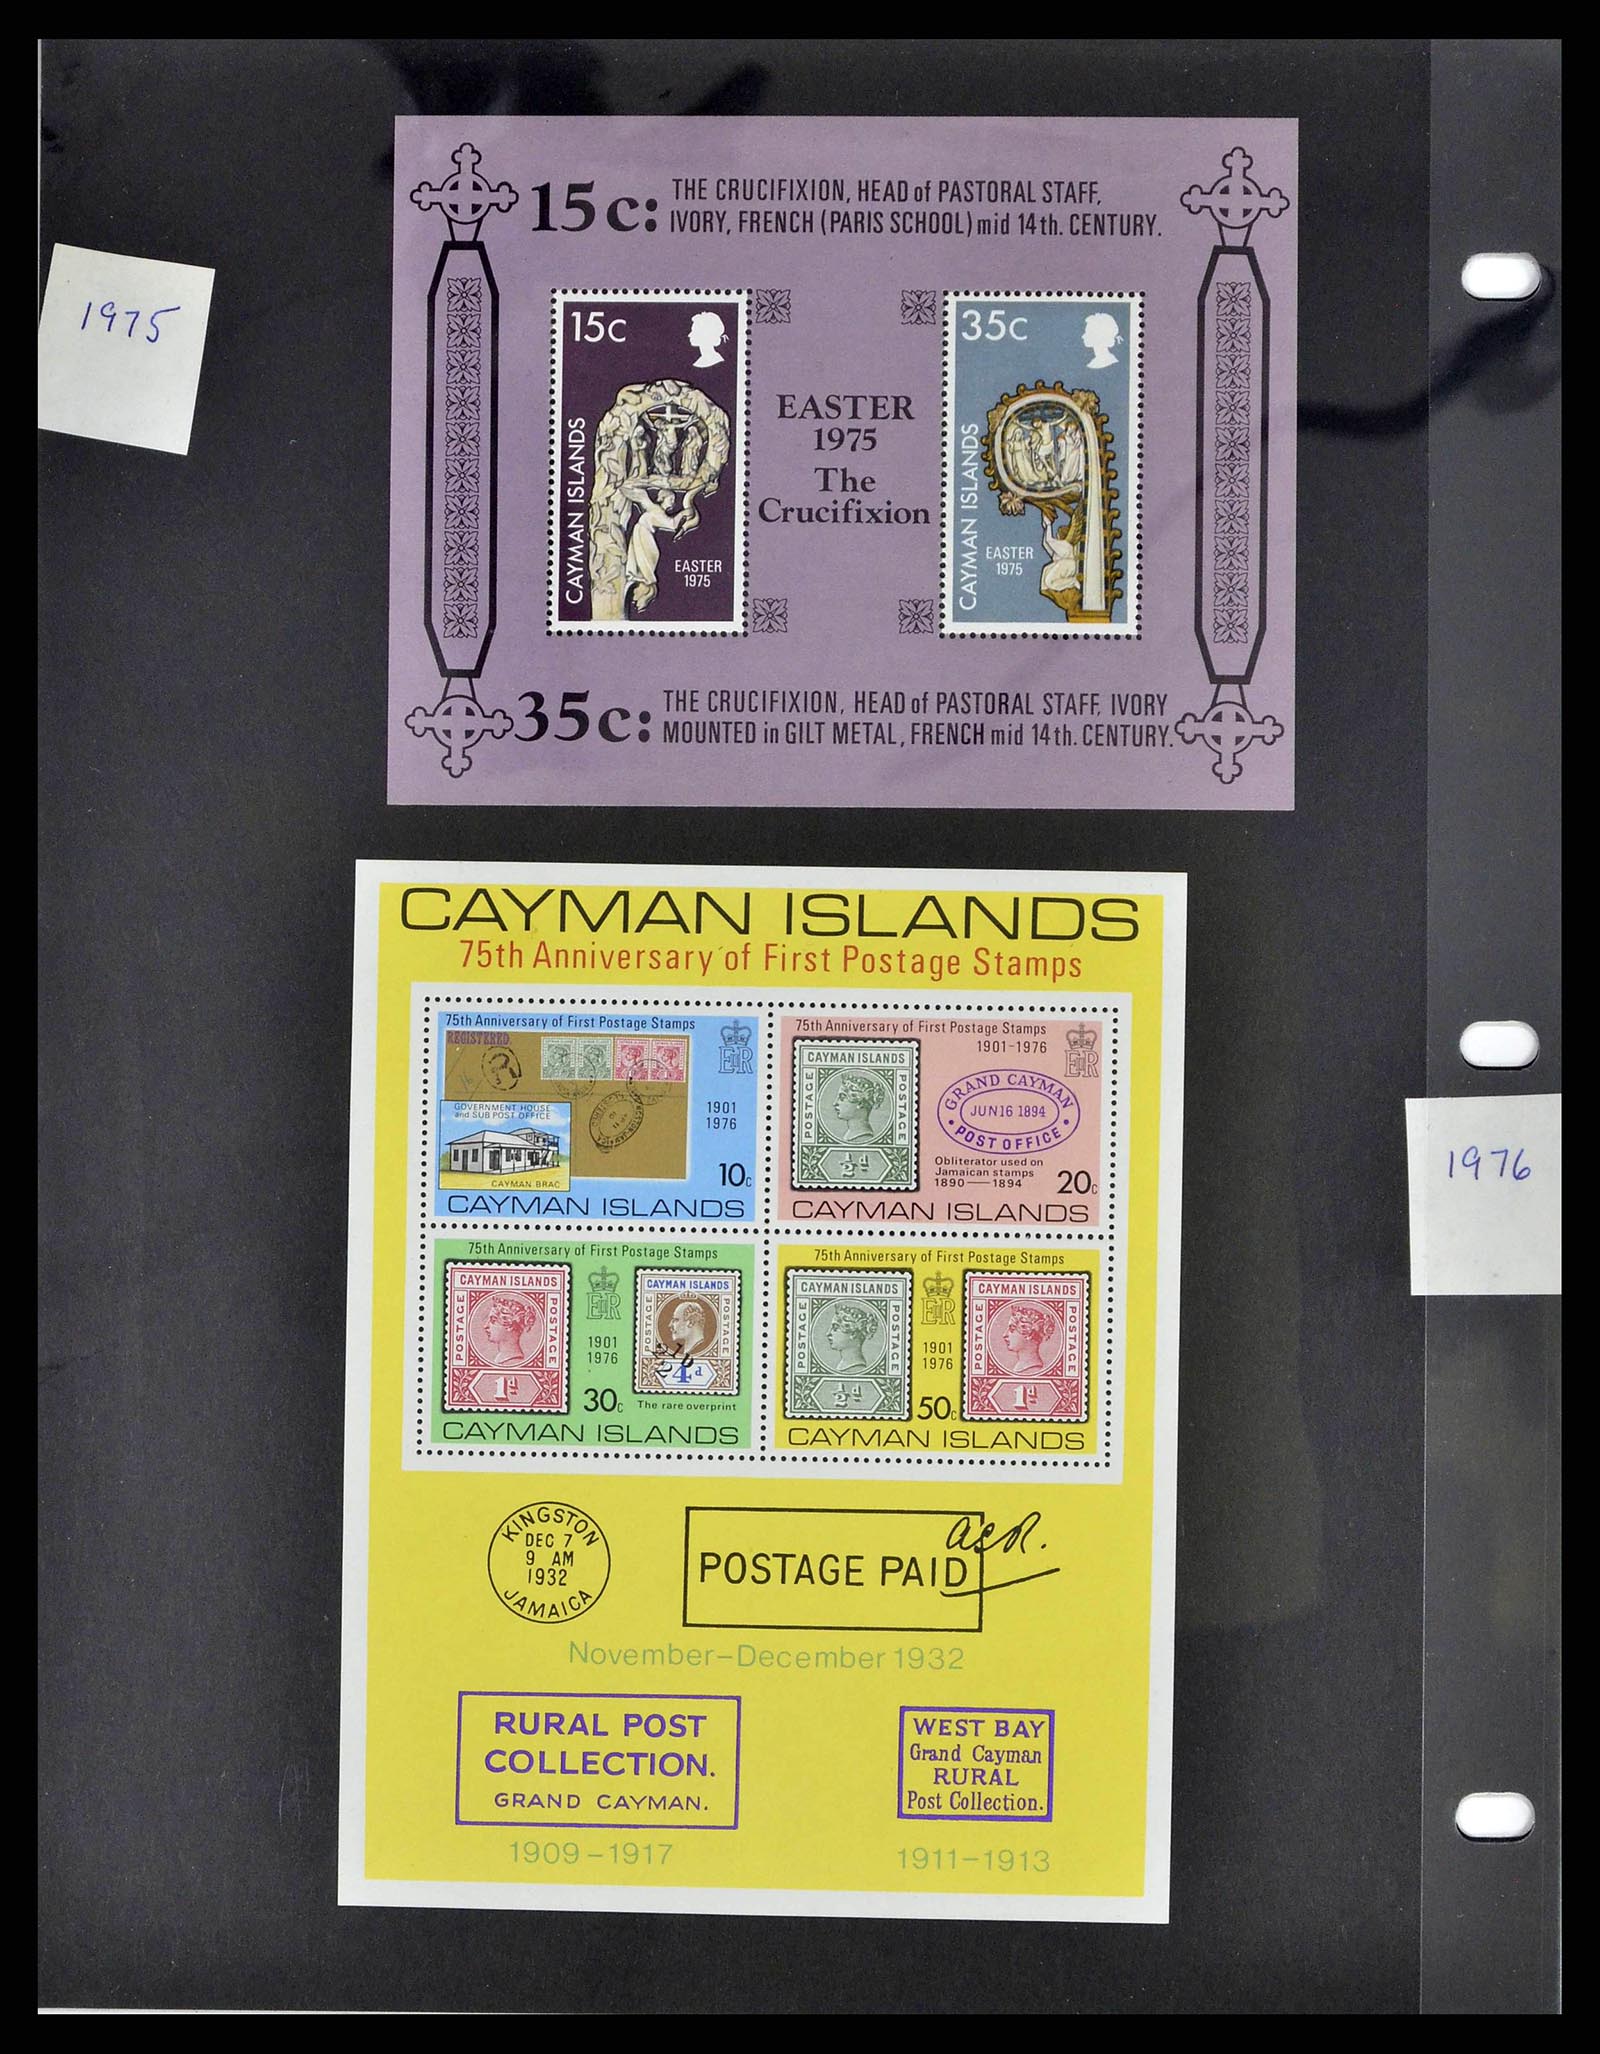 1975
15c: THE CRUCIFIXION, HEAD of PASTORAL STAFF,
IVORY, FRENCH (PARIS SCHOOL) mid 14th. CENTURY.
15C
CAYMAN ISLANDS
EASTER
1975
EASTER
1975
The
Crucifixion
35C
CAYMAN ISLANDS
EASTER
1975
35c: THE CRUCIFIXION, HEAD of PASTORAL STAFF, IVORY
MOUNTED in GILT METAL, FRENCH mid 14th. CENTURY.
1976
CAYMAN ISLANDS
75th Anniversary of First Postage Stamps
75th Anniversary of First Postage Stamps
REGISTERED.
EIIR
GOVERNMENT HOUSE
and SUB POST OFFICE
CAYMAN BRAC
1901
1976
10c
CAYMAN ISLANDS
75th Anniversary of First Postage Stamps
1901-1976
EIIR
CAYMAN ISLANDS
POSTAGE
POSTAGE
½d
GRAND CAYMAN
JUN 16 1894
• POST OFFICE •
Obliterator used on
Jamaican stamps
1890—1894
20c
CAYMAN ISLANDS
75th Anniversary of First Postage Stamps
CAYMAN ISLANDS
POSTAGE
POSTAGE
1d
EIIR
1901
1976
30c
CAYMAN ISLANDS
POSTAGE
POSTAGE
4d
The rare overprint
CAYMAN ISLANDS
75th Anniversary of First Postage Stamps
CAYMAN ISLANDS
POSTAGE
POSTAGE
½d
EIIR
1901
1976
50c
CAYMAN ISLANDS
POSTAGE
POSTAGE
1d
CAYMAN ISLANDS
KINGSTON
DEC 7
9 AM
1932
JAMAICA
POSTAGE PAID
November–December 1932
RURAL POST
COLLECTION.
GRAND CAYMAN.
1909–1917
WEST BAY
Grand Cayman
RURAL
Post Collection.
1911–1913